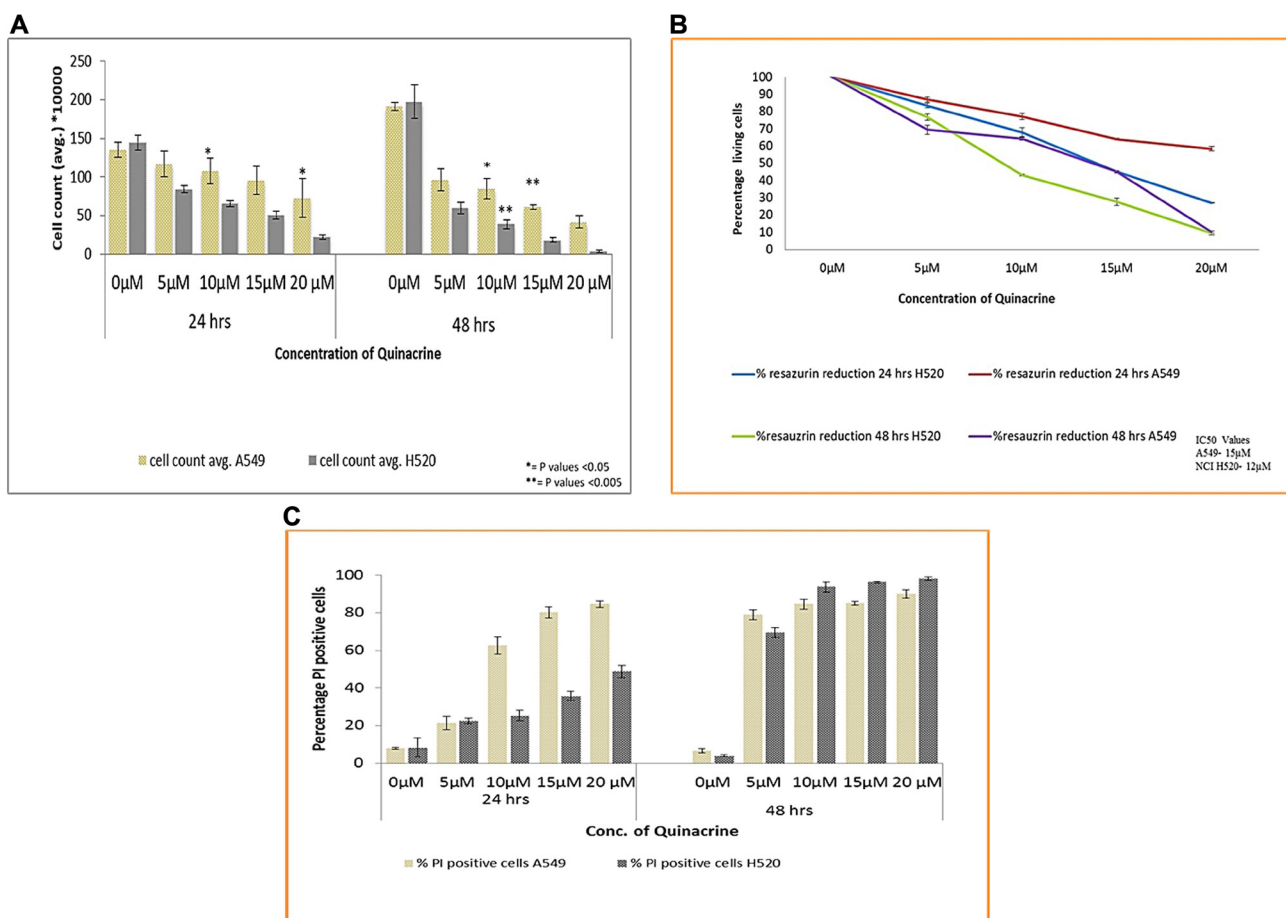 A
Cell count (avg.) *10000
250
200
150
100
50
0
* * * ** ** 
0µM 5µM 10µM 15µM 20 µM 0µM 5µM 10µM 15µM 20 µM
24 hrs 48 hrs
Concentration of Quinacrine
cell count avg. A549 cell count avg. H520
*= P values <0.05
**= P values <0.005
B
Percentage living cells
100
90
80
70
60
50
40
30
20
10
0
0µM 5µM 10µM 15µM 20µM
Concentration of Quinacrine
% resazurin reduction 24 hrs H520 % resazurin reduction 24 hrs A549
%resauzrin reduction 48 hrs H520 %resauzrin reduction 48 hrs A549
IC50 Values
A549- 15µM
NCI H520- 12µM
C
Percentage PI positive cells
100
80
60
40
20
0
0µM 5µM 10µM 15µM 20 µM 0µM 5µM 10µM 15µM 20 µM
24 hrs 48 hrs
Conc. of Quinacrine
% PI positive cells A549 % PI positive cells H520